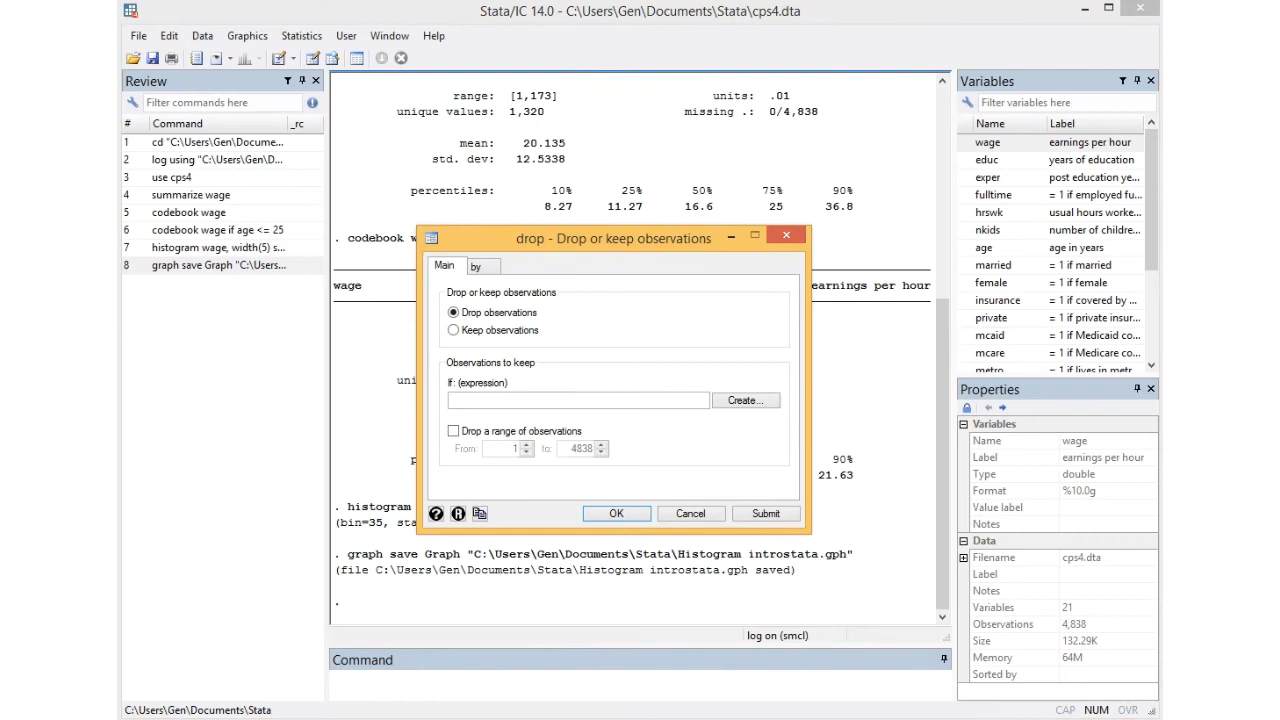 Stata/IC 14.0 - C:\Users\Gen\Documents\Stata\cps4.dta
File Edit Data Graphics Statistics User Window Help
Review
Filter commands here
# Command _rc
1 cd "C:\Users\Gen\Docume...
2 log using "C:\Users\Gen\D...
3 use cps4
4 summarize wage
5 codebook wage
6 codebook wage if age <= 25
7 histogram wage, width(5) s...
8 graph save Graph "C:\Users...
range: [1,173] units: .01
unique values: 1,320 missing .: 0/4,838
mean: 20.135
std. dev: 12.5338
percentiles: 10% 25% 50% 75% 90%
8.27 11.27 16.6 25 36.8
. codebook w
wage earnings per hour
uni
p 90%
21.63
. histogram
(bin=35, sta
. graph save Graph "C:\Users\Gen\Documents\Stata\Histogram introstata.gph"
(file C:\Users\Gen\Documents\Stata\Histogram introstata.gph saved)
.
log on (smcl)
Command
drop - Drop or keep observations
Main by
Drop or keep observations
Drop observations
Keep observations
Observations to keep
If: (expression)
Create...
Drop a range of observations
From: 1 to: 4838
OK Cancel Submit
Variables
Filter variables here
Name Label
wage earnings per hour
educ years of education
exper post education ye...
fulltime = 1 if employed fu...
hrswk usual hours worke...
nkids number of childre...
age age in years
married = 1 if married
female = 1 if female
insurance = 1 if covered by ...
private = 1 if private insur...
mcaid = 1 if Medicaid co...
mcare = 1 if Medicare co...
metro = 1 if lives in metr...
Properties
Variables
Name wage
Label earnings per hour
Type double
Format %10.0g
Value label
Notes
Data
Filename cps4.dta
Label
Notes
Variables 21
Observations 4,838
Size 132.29K
Memory 64M
Sorted by
C:\Users\Gen\Documents\Stata
CAP NUM OVR